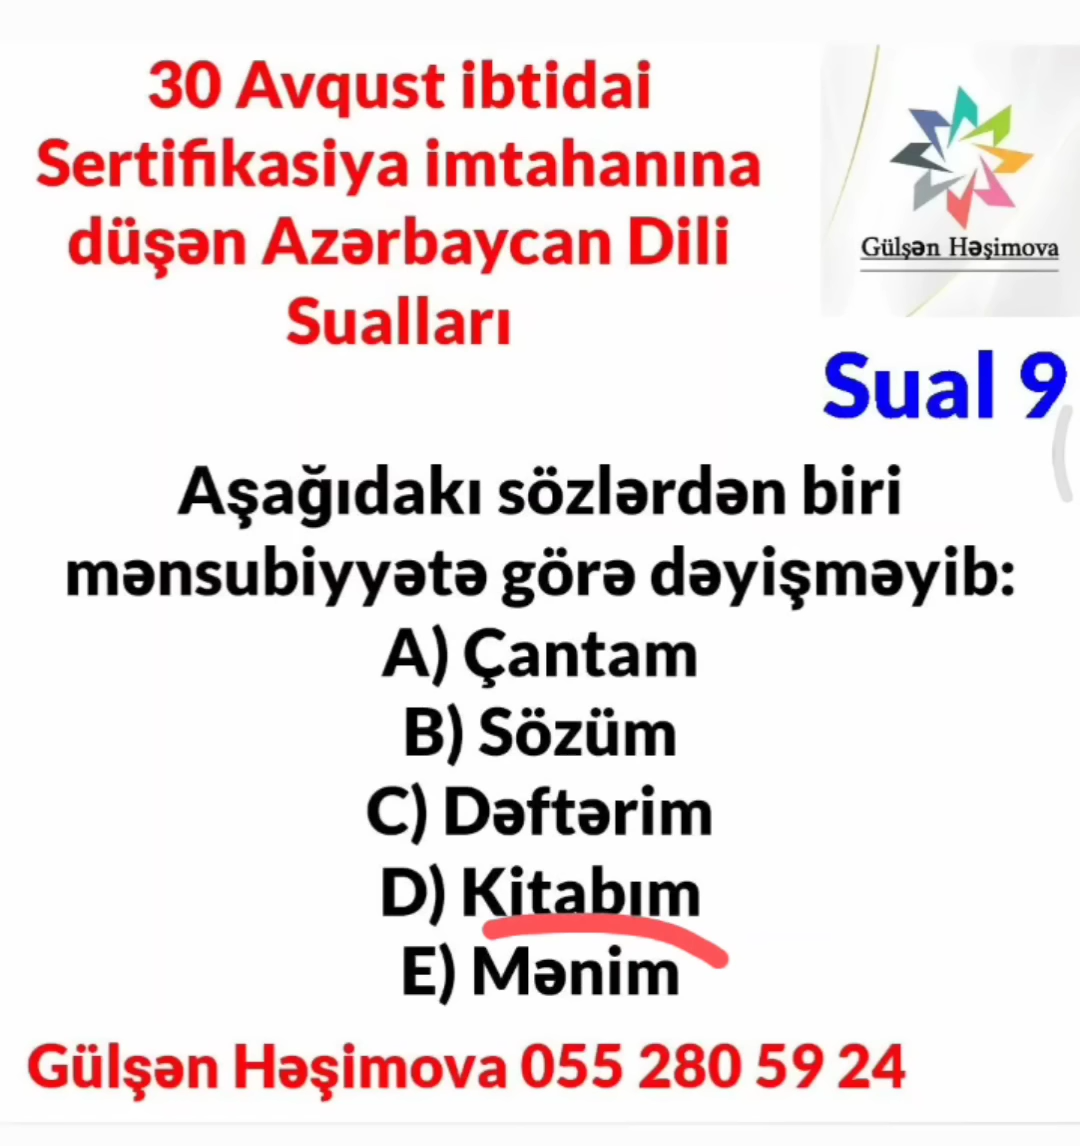 30 Avqust ibtidai
Sertifikasiya imtahanına
düşən Azərbaycan Dili
Sualları
Gülşən Həşimova
Sual 9
Aşağıdakı sözlərdən biri
mənsubiyyətə görə dəyişməyib:
A) Çantam
B) Sözüm
C) Dəftərim
D) Kitabım
E) Mənim
Gülşən Həşimova 055 280 59 24